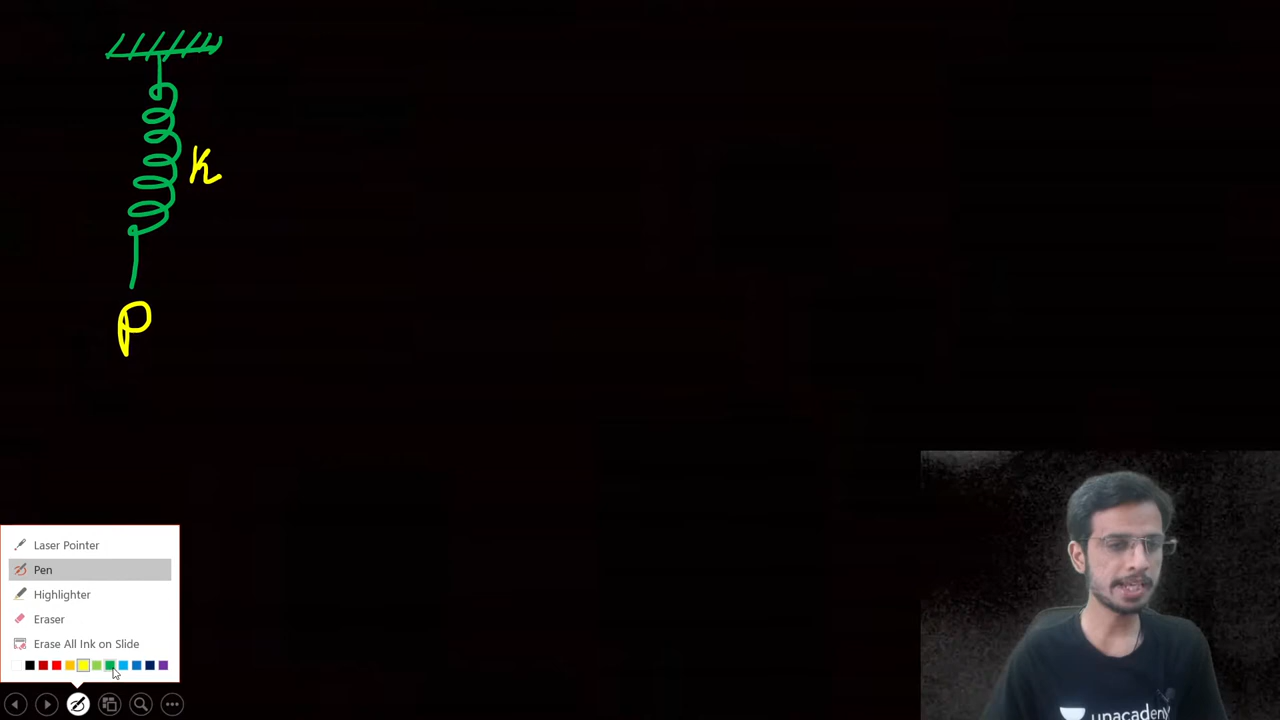 K
P
Laser Pointer
Pen
Highlighter
Eraser
Erase All Ink on Slide
unacademy